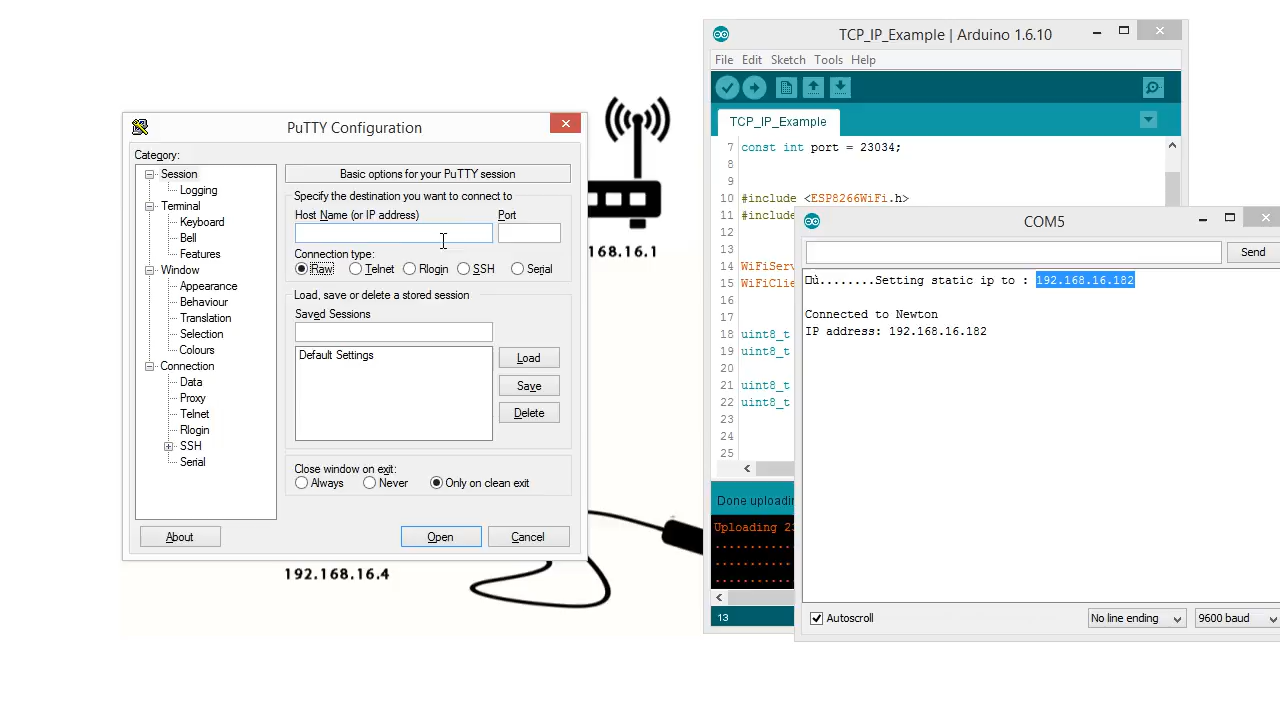 PuTTY Configuration
Category:
Session
Logging
Terminal
Keyboard
Bell
Features
Window
Appearance
Behaviour
Translation
Selection
Colours
Connection
Data
Proxy
Telnet
Rlogin
SSH
Serial
Basic options for your PuTTY session
Specify the destination you want to connect to
Host Name (or IP address) Port
Connection type:
Raw Telnet Rlogin SSH Serial
Load, save or delete a stored session
Saved Sessions
Default Settings
Load
Save
Delete
Close window on exit:
Always Never Only on clean exit
About Open Cancel
192.168.16.4
168.16.1
TCP_IP_Example | Arduino 1.6.10
File Edit Sketch Tools Help
TCP_IP_Example
7 const int port = 23034;
8
9
10 #include <ESP8266WiFi.h>
11 #include
12
13
14 WiFiServ
15 WiFiClie
16
17
18 uint8_t
19 uint8_t
20
21 uint8_t
22 uint8_t
23
24
25
Done uploadin
Uploading 23
...........
...........
...........
13
COM5
Send
ù........Setting static ip to : 192.168.16.182
Connected to Newton
IP address: 192.168.16.182
Autoscroll No line ending 9600 baud